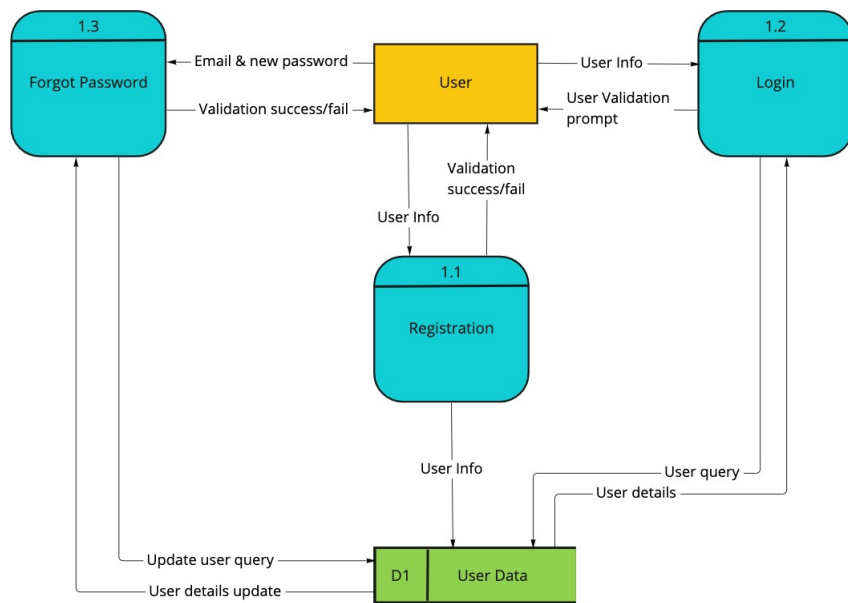 1.3
Forgot Password
Email & new password
Validation success/fail
User
User Info
User Validation
prompt
1.2
Login
Validation
success/fail
User Info
1.1
Registration
User Info
User query
User details
Update user query
User details update
D1
User Data